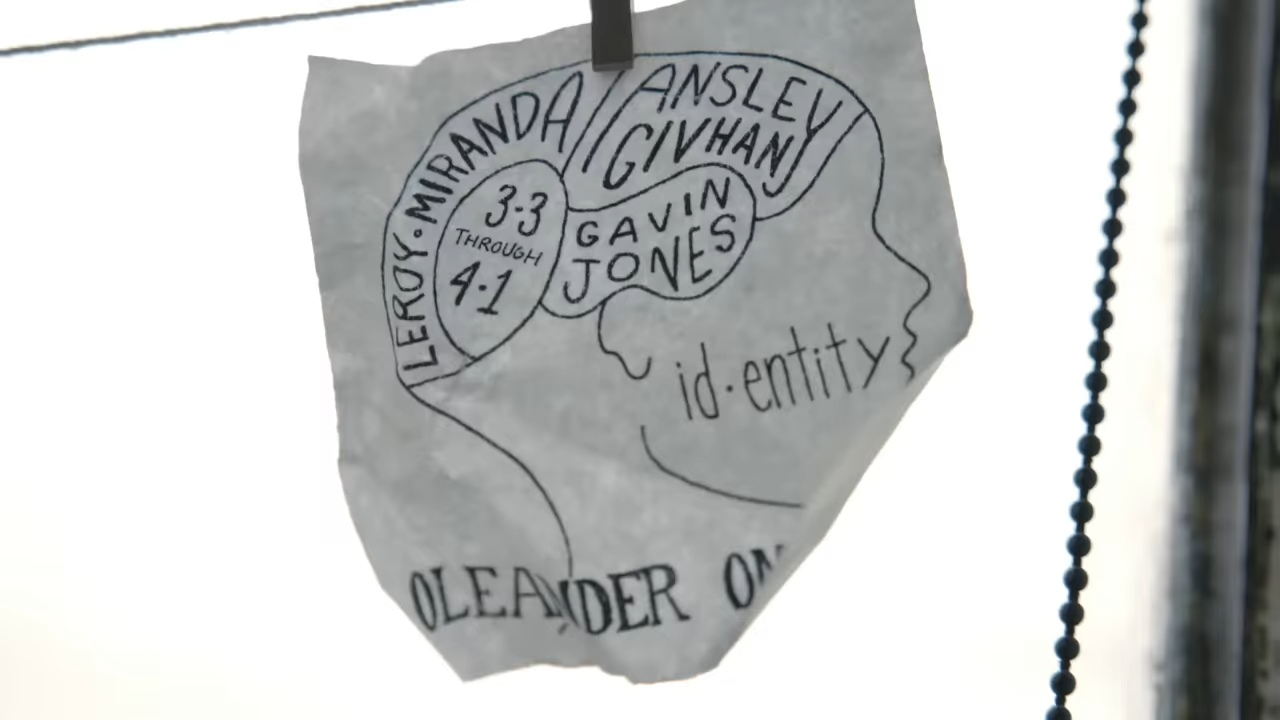 LEROY·MIRANDA
ANSLEY
GIVHAN
3-3
THROUGH
4-1
GAVIN
JONES
id·entity
OLEANDER